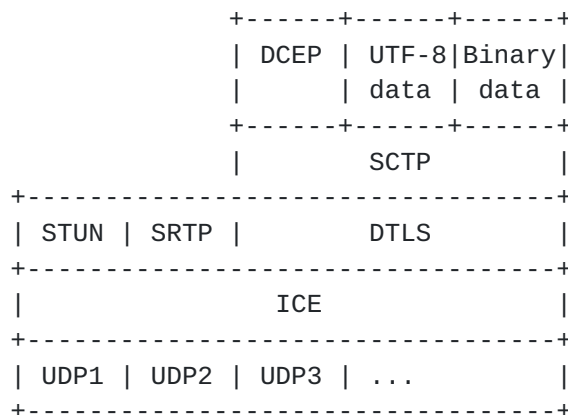 +------+------+------+
| DCEP | UTF-8|Binary|
|      | data | data |
+------+------+------+
|        SCTP        |
+----------------------------------+
| STUN | SRTP |        DTLS        |
+----------------------------------+
|                ICE               |
+----------------------------------+
| UDP1 | UDP2 | UDP3 | ...         |
+----------------------------------+